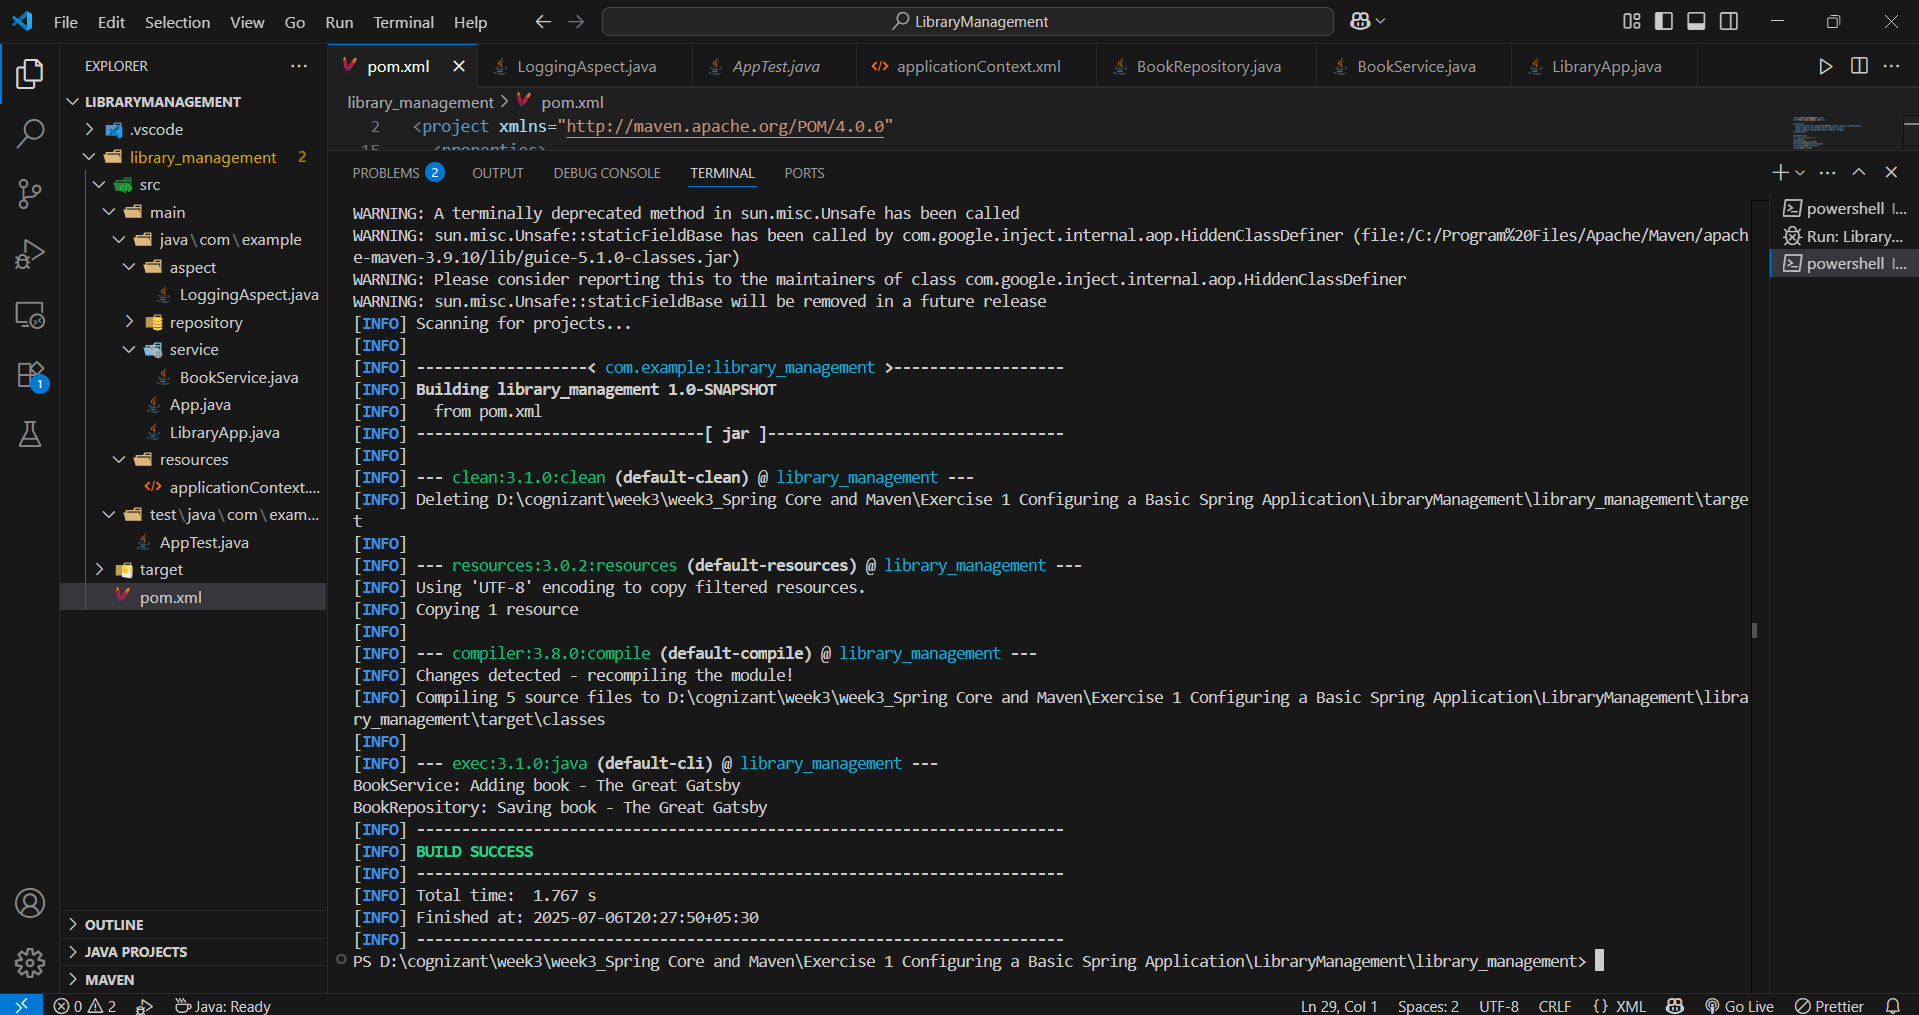 File Edit Selection View Go Run Terminal Help
LibraryManagement
EXPLORER
LIBRARYMANAGEMENT
.vscode
library_management 2
src
main
java\com\example
aspect
LoggingAspect.java
repository
service
BookService.java
App.java
LibraryApp.java
resources
applicationContext....
test\java\com\exam...
AppTest.java
target
pom.xml
OUTLINE
JAVA PROJECTS
MAVEN
1
pom.xml LoggingAspect.java AppTest.java applicationContext.xml BookRepository.java BookService.java LibraryApp.java
library_management > pom.xml
2 <project xmlns="http://maven.apache.org/POM/4.0.0"
15 <properties>
PROBLEMS 2 OUTPUT DEBUG CONSOLE TERMINAL PORTS
WARNING: A terminally deprecated method in sun.misc.Unsafe has been called
WARNING: sun.misc.Unsafe::staticFieldBase has been called by com.google.inject.internal.aop.HiddenClassDefiner (file:/C:/Program%20Files/Apache/Maven/apach
e-maven-3.9.10/lib/guice-5.1.0-classes.jar)
WARNING: Please consider reporting this to the maintainers of class com.google.inject.internal.aop.HiddenClassDefiner
WARNING: sun.misc.Unsafe::staticFieldBase will be removed in a future release
[INFO] Scanning for projects...
[INFO]
[INFO] -------------------< com.example:library_management >-------------------
[INFO] Building library_management 1.0-SNAPSHOT
[INFO]   from pom.xml
[INFO] --------------------------------[ jar ]---------------------------------
[INFO]
[INFO] --- clean:3.1.0:clean (default-clean) @ library_management ---
[INFO] Deleting D:\cognizant\week3\week3_Spring Core and Maven\Exercise 1 Configuring a Basic Spring Application\LibraryManagement\library_management\targe
t
[INFO]
[INFO] --- resources:3.0.2:resources (default-resources) @ library_management ---
[INFO] Using 'UTF-8' encoding to copy filtered resources.
[INFO] Copying 1 resource
[INFO]
[INFO] --- compiler:3.8.0:compile (default-compile) @ library_management ---
[INFO] Changes detected - recompiling the module!
[INFO] Compiling 5 source files to D:\cognizant\week3\week3_Spring Core and Maven\Exercise 1 Configuring a Basic Spring Application\LibraryManagement\libra
ry_management\target\classes
[INFO]
[INFO] --- exec:3.1.0:java (default-cli) @ library_management ---
BookService: Adding book - The Great Gatsby
BookRepository: Saving book - The Great Gatsby
[INFO] ------------------------------------------------------------------------
[INFO] BUILD SUCCESS
[INFO] ------------------------------------------------------------------------
[INFO] Total time:  1.767 s
[INFO] Finished at: 2025-07-06T20:27:50+05:30
[INFO] ------------------------------------------------------------------------
PS D:\cognizant\week3\week3_Spring Core and Maven\Exercise 1 Configuring a Basic Spring Application\LibraryManagement\library_management>
powershell l...
Run: Library...
powershell l...
0 2 Java: Ready Ln 29, Col 1 Spaces: 2 UTF-8 CRLF {} XML Go Live Prettier